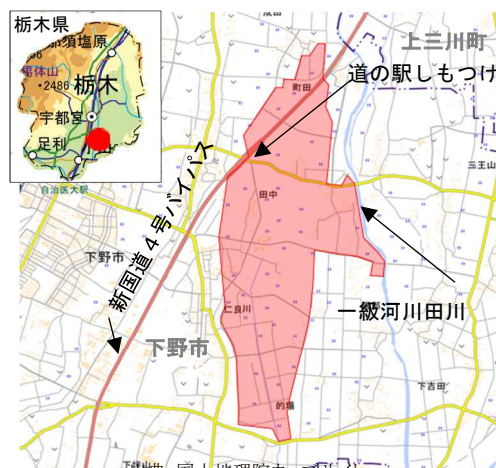 栃木県
那須塩原
2486
栃木
宇都宮
足利
上三川町
道の駅しもつけ
町田
三王山
自治医大駅
田中
下野市
新国道４号バイパス
仁良川
一級河川田川
下野市
下吉田
的場